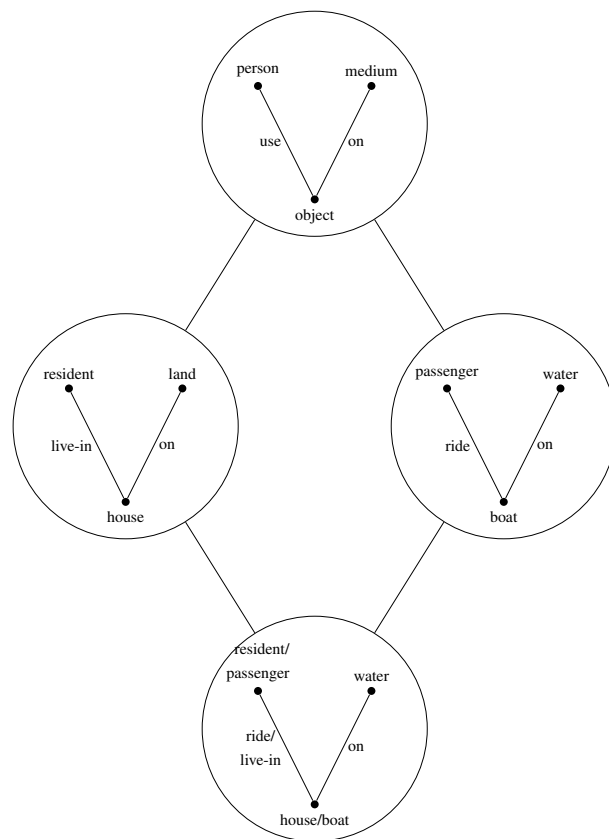 person medium
use on
object
resident land
live-in on
house
passenger water
ride on
boat
resident/
passenger water
ride/
live-in on
house/boat